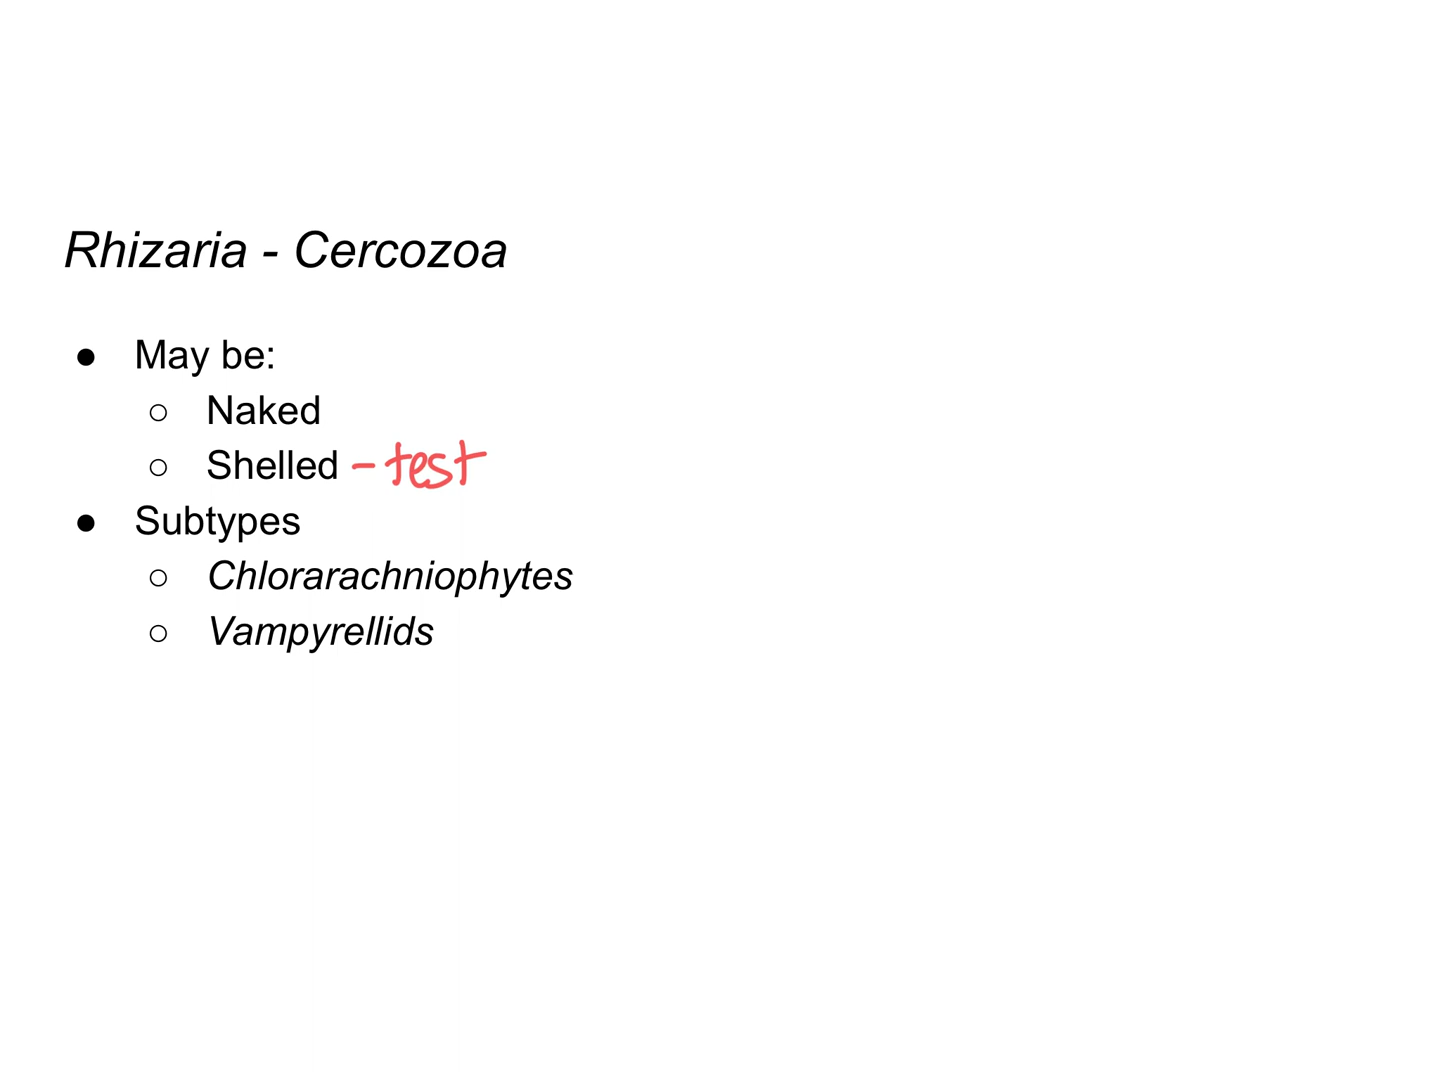 Rhizaria - Cercozoa
● May be:
○ Naked
○ Shelled - test
● Subtypes
○ Chlorarachniophytes
○ Vampyrellids